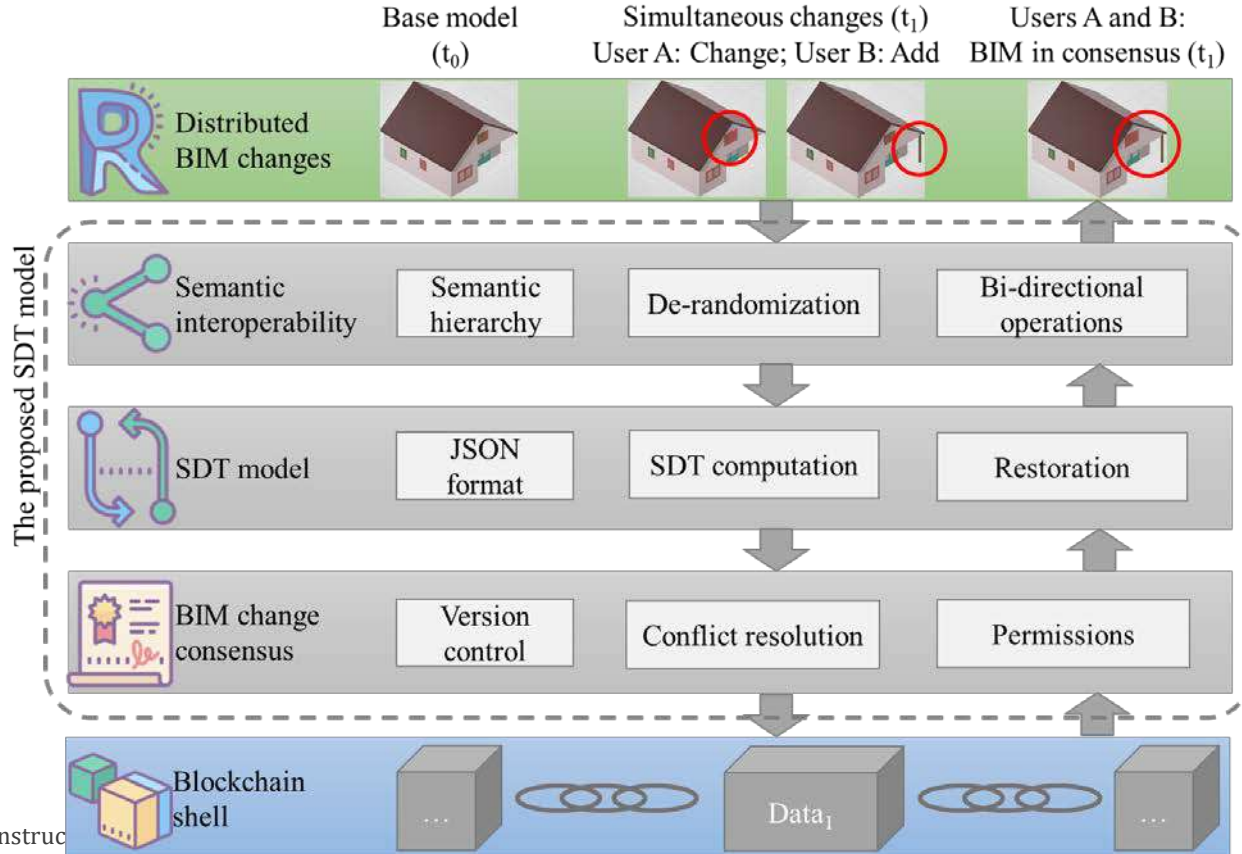 Base model
(t₀)
Simultaneous changes (t₁)
User A: Change; User B: Add
Users A and B:
BIM in consensus (t₁)
Distributed
BIM changes
The proposed SDT model
Semantic
interoperability
Semantic
hierarchy
De-randomization
Bi-directional
operations
SDT model
JSON
format
SDT computation
Restoration
BIM change
consensus
Version
control
Conflict resolution
Permissions
Blockchain
shell
...
Data₁
...
nstruc